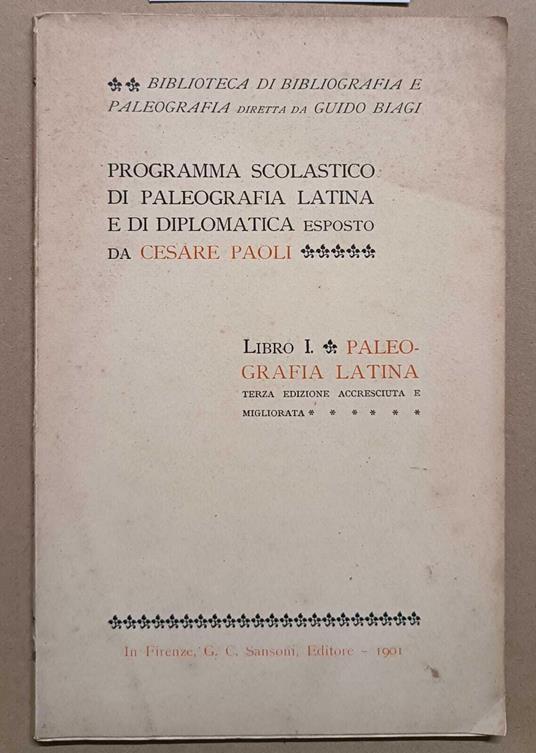 BIBLIOTECA DI BIBLIOGRAFIA E
PALEOGRAFIA DIRETTA DA GUIDO BIAGI
PROGRAMMA SCOLASTICO
DI PALEOGRAFIA LATINA
E DI DIPLOMATICA ESPOSTO
DA CESARE PAOLI
LIBRO I. PALEO-
GRAFIA LATINA
TERZA EDIZIONE ACCRESCIUTA E
MIGLIORATA * * * * * *
In Firenze, G. C. Sansoni, Editore - 1901